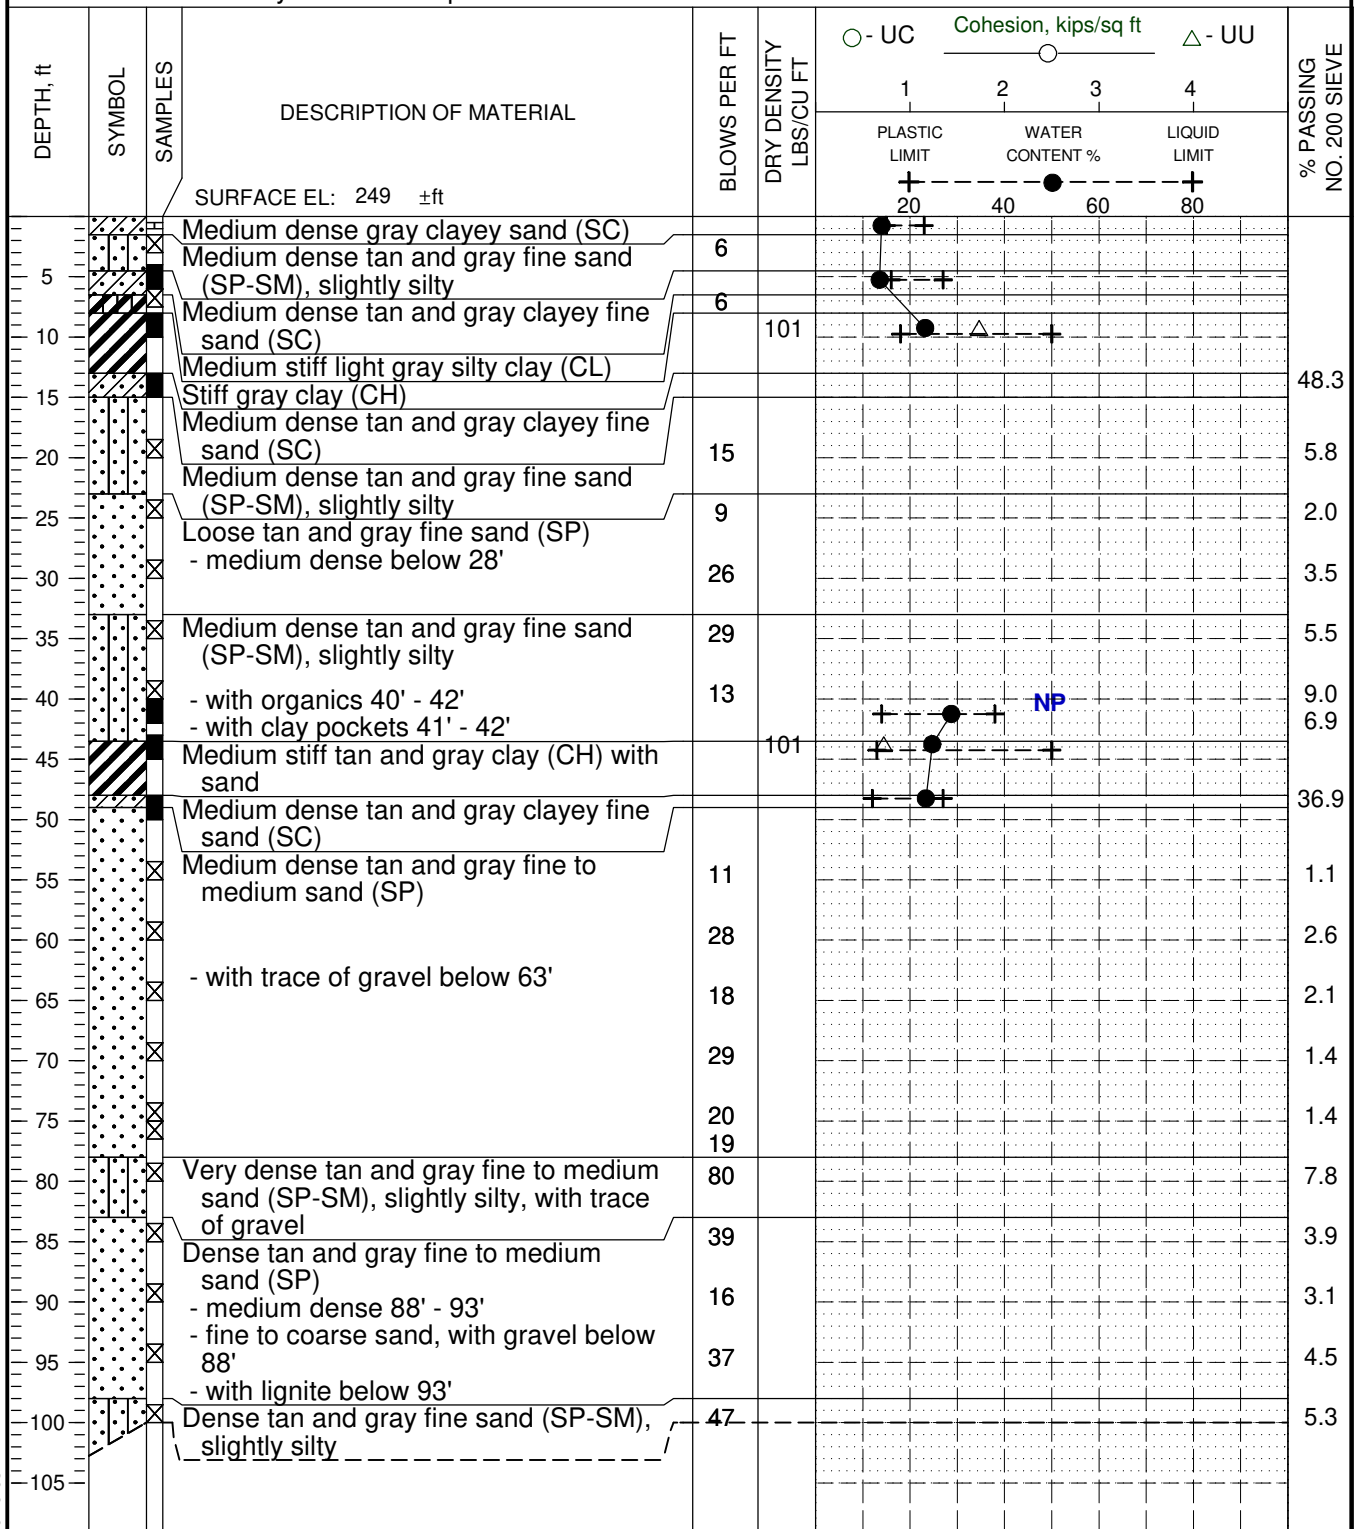 DEPTH, ft
SYMBOL
SAMPLES
DESCRIPTION OF MATERIAL
SURFACE EL: 249 ±ft
BLOWS PER FT
DRY DENSITY
LBS/CU FT
○ - UC
Cohesion, kips/sq ft
△ - UU
1 2 3 4
PLASTIC LIMIT
WATER CONTENT %
LIQUID LIMIT
20 40 60 80
% PASSING
NO. 200 SIEVE
Medium dense gray clayey sand (SC)
6
Medium dense tan and gray fine sand
5
(SP-SM), slightly silty
6
Medium dense tan and gray clayey fine
10
sand (SC)
101
Medium stiff light gray silty clay (CL)
48.3
15
Stiff gray clay (CH)
Medium dense tan and gray clayey fine
sand (SC)
20
15
5.8
Medium dense tan and gray fine sand
(SP-SM), slightly silty
25
9
2.0
Loose tan and gray fine sand (SP)
- medium dense below 28'
30
26
3.5
Medium dense tan and gray fine sand
35
29
5.5
(SP-SM), slightly silty
40
- with organics 40' - 42'
13
NP
9.0
- with clay pockets 41' - 42'
6.9
101
45
Medium stiff tan and gray clay (CH) with
sand
36.9
50
Medium dense tan and gray clayey fine
sand (SC)
Medium dense tan and gray fine to
55
11
1.1
medium sand (SP)
60
28
2.6
- with trace of gravel below 63'
65
18
2.1
70
29
1.4
75
20
1.4
19
Very dense tan and gray fine to medium
80
80
7.8
sand (SP-SM), slightly silty, with trace
of gravel
85
39
3.9
Dense tan and gray fine to medium
sand (SP)
90
- medium dense 88' - 93'
16
3.1
- fine to coarse sand, with gravel below
95
88'
37
4.5
- with lignite below 93'
100
Dense tan and gray fine sand (SP-SM),
47
5.3
slightly silty
105